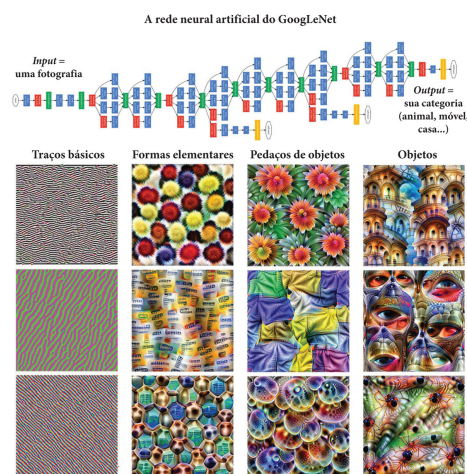 A rede neural artificial do GoogLeNet
Input =
uma fotografia
Output =
sua categoria
(animal, móvel,
casa...)
Traços básicos
Formas elementares
Pedaços de objetos
Objetos